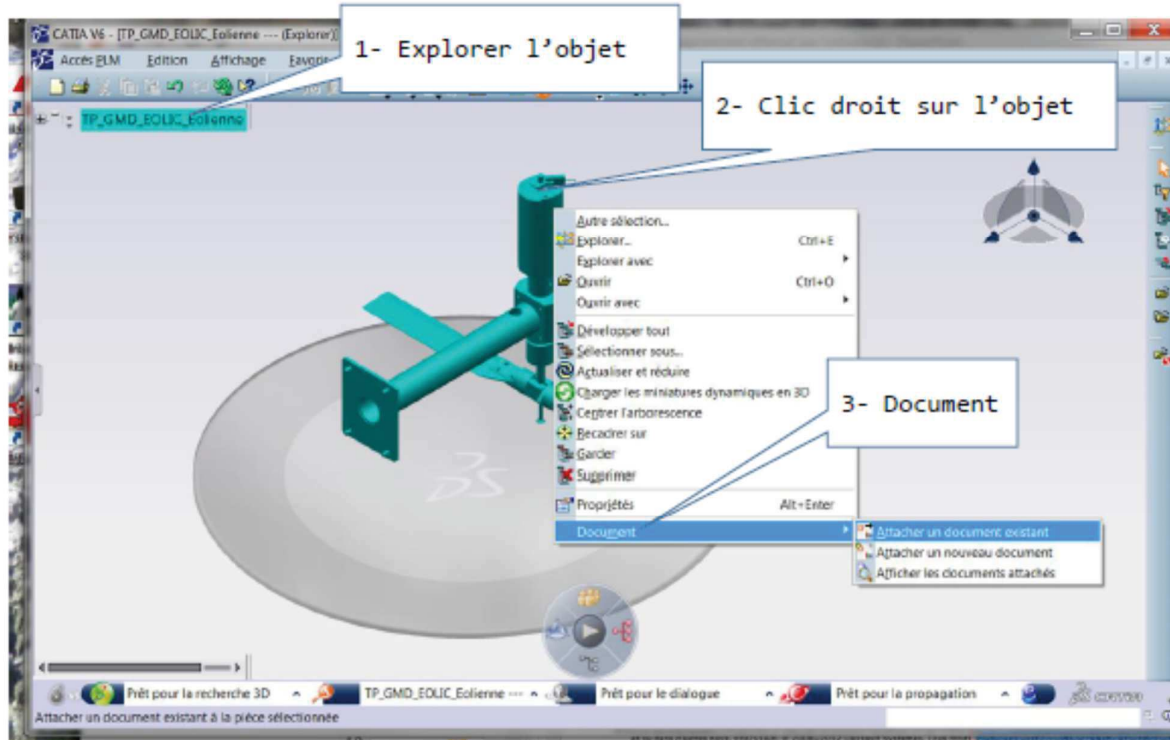 CATIA V6 - [TP_GMD_EOLIC_Eolienne --- (Explorer)]
1- Explorer l'objet
Accès PLM Edition Affichage
2- Clic droit sur l'objet
TP_GMD_EOLIC_Eolienne
Autre sélection...
Explorer... Ctrl+E
Explorer avec
Ouvrir Ctrl+O
Ouvrir avec
Développer tout
Sélectionner sous...
Actualiser et réduire
Charger les miniatures dynamiques en 3D
Centrer l'arborescence
Recadrer sur
Garder
Supprimer
3- Document
Propriétés Alt+Enter
Document
Attacher un document existant
Attacher un nouveau document
Afficher les documents attachés
DS
Prêt pour la recherche 3D TP_GMD_EOLIC_Eolienne --- Prêt pour le dialogue Prêt pour la propagation CATIA
Attacher un document existant à la pièce sélectionnée